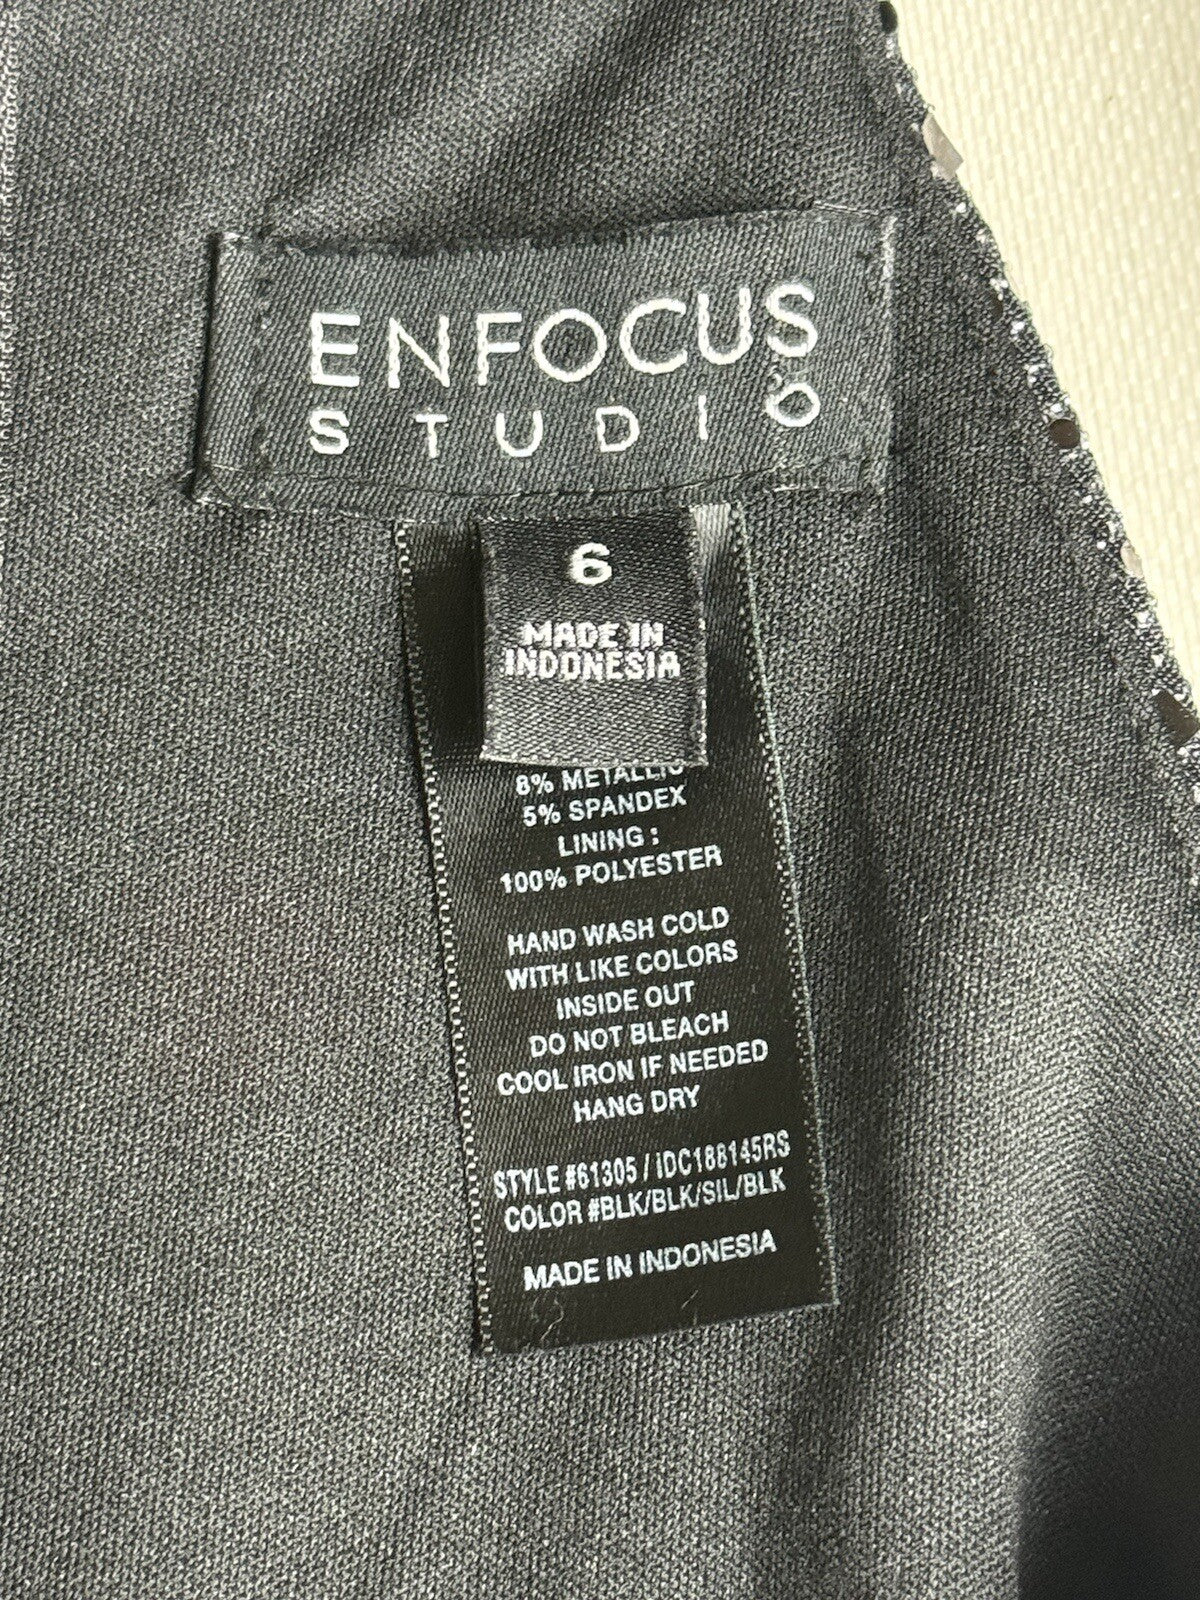 ENFOCUS
STUDIO
6
MADE IN
INDONESIA
8% METALLIC
5% SPANDEX
LINING :
100% POLYESTER
HAND WASH COLD
WITH LIKE COLORS
INSIDE OUT
DO NOT BLEACH
COOL IRON IF NEEDED
HANG DRY
STYLE #61305 / IDC188145RS
COLOR #BLK/BLK/SIL/BLK
MADE IN INDONESIA